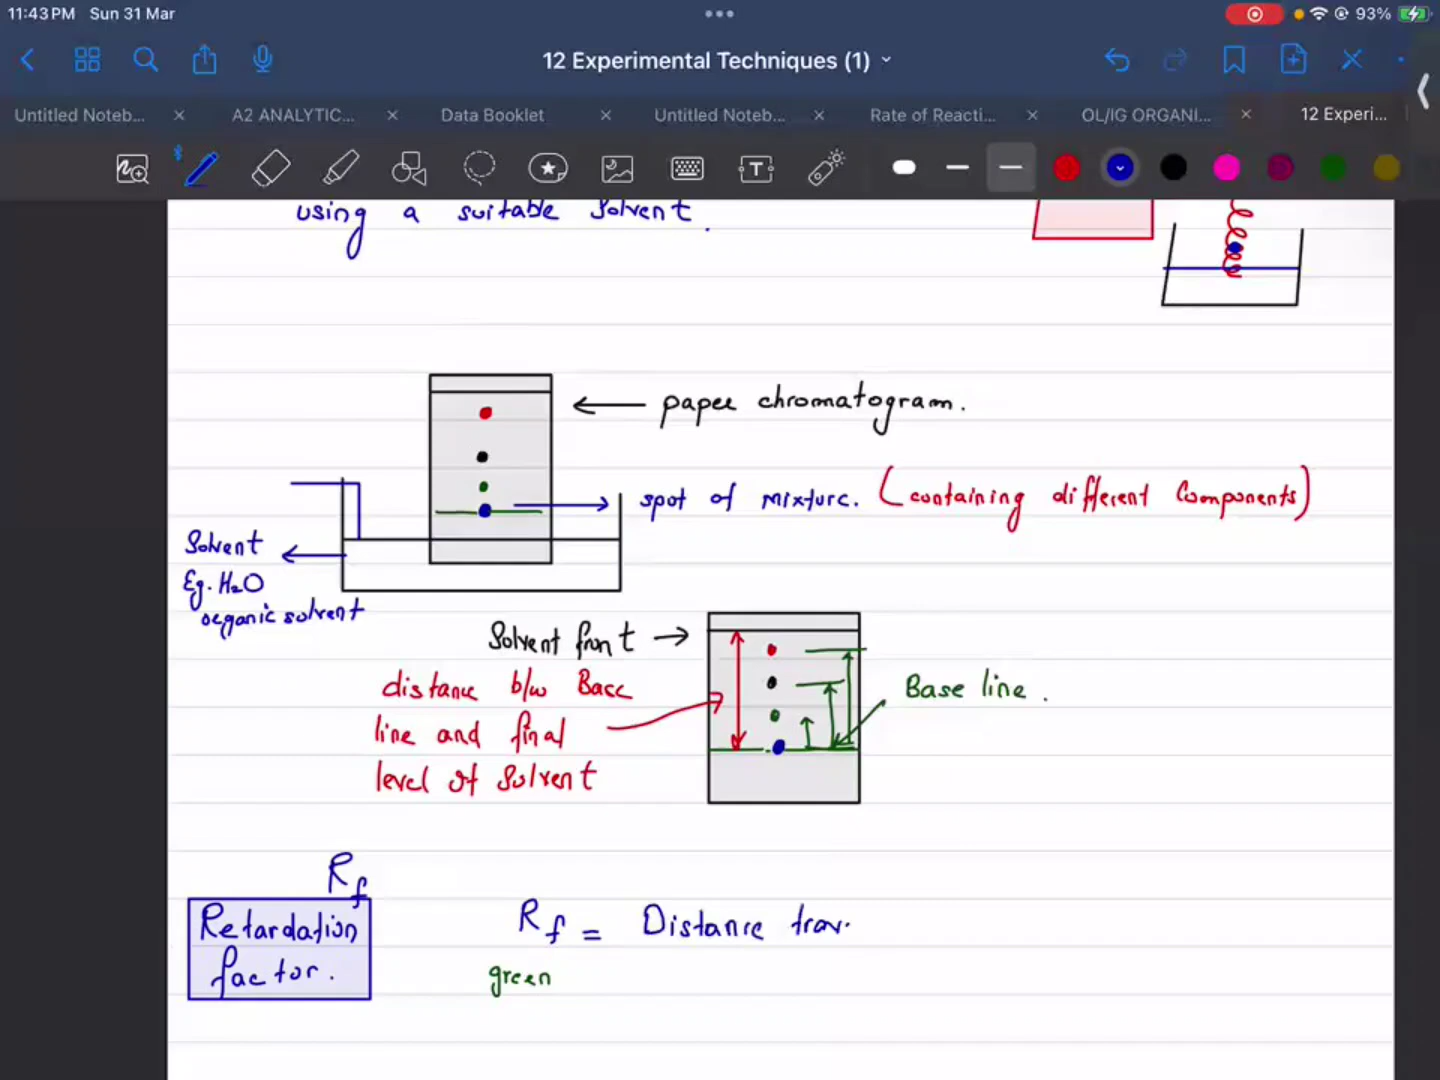 11:43 PM Sun 31 Mar
93%
12 Experimental Techniques (1)
Untitled Noteb...
A2 ANALYTIC...
Data Booklet
Untitled Noteb...
Rate of Reacti...
OL/IG ORGANI...
12 Experi...
using a suitable solvent.
paper chromatogram.
spot of mixture. (containing different Components)
Solvent
Eg. H₂O
organic solvent
Solvent front
distance b/w Base
line and final
level of Solvent
Base line.
Rf
Retardation
factor.
Rf = Distance trav.
green